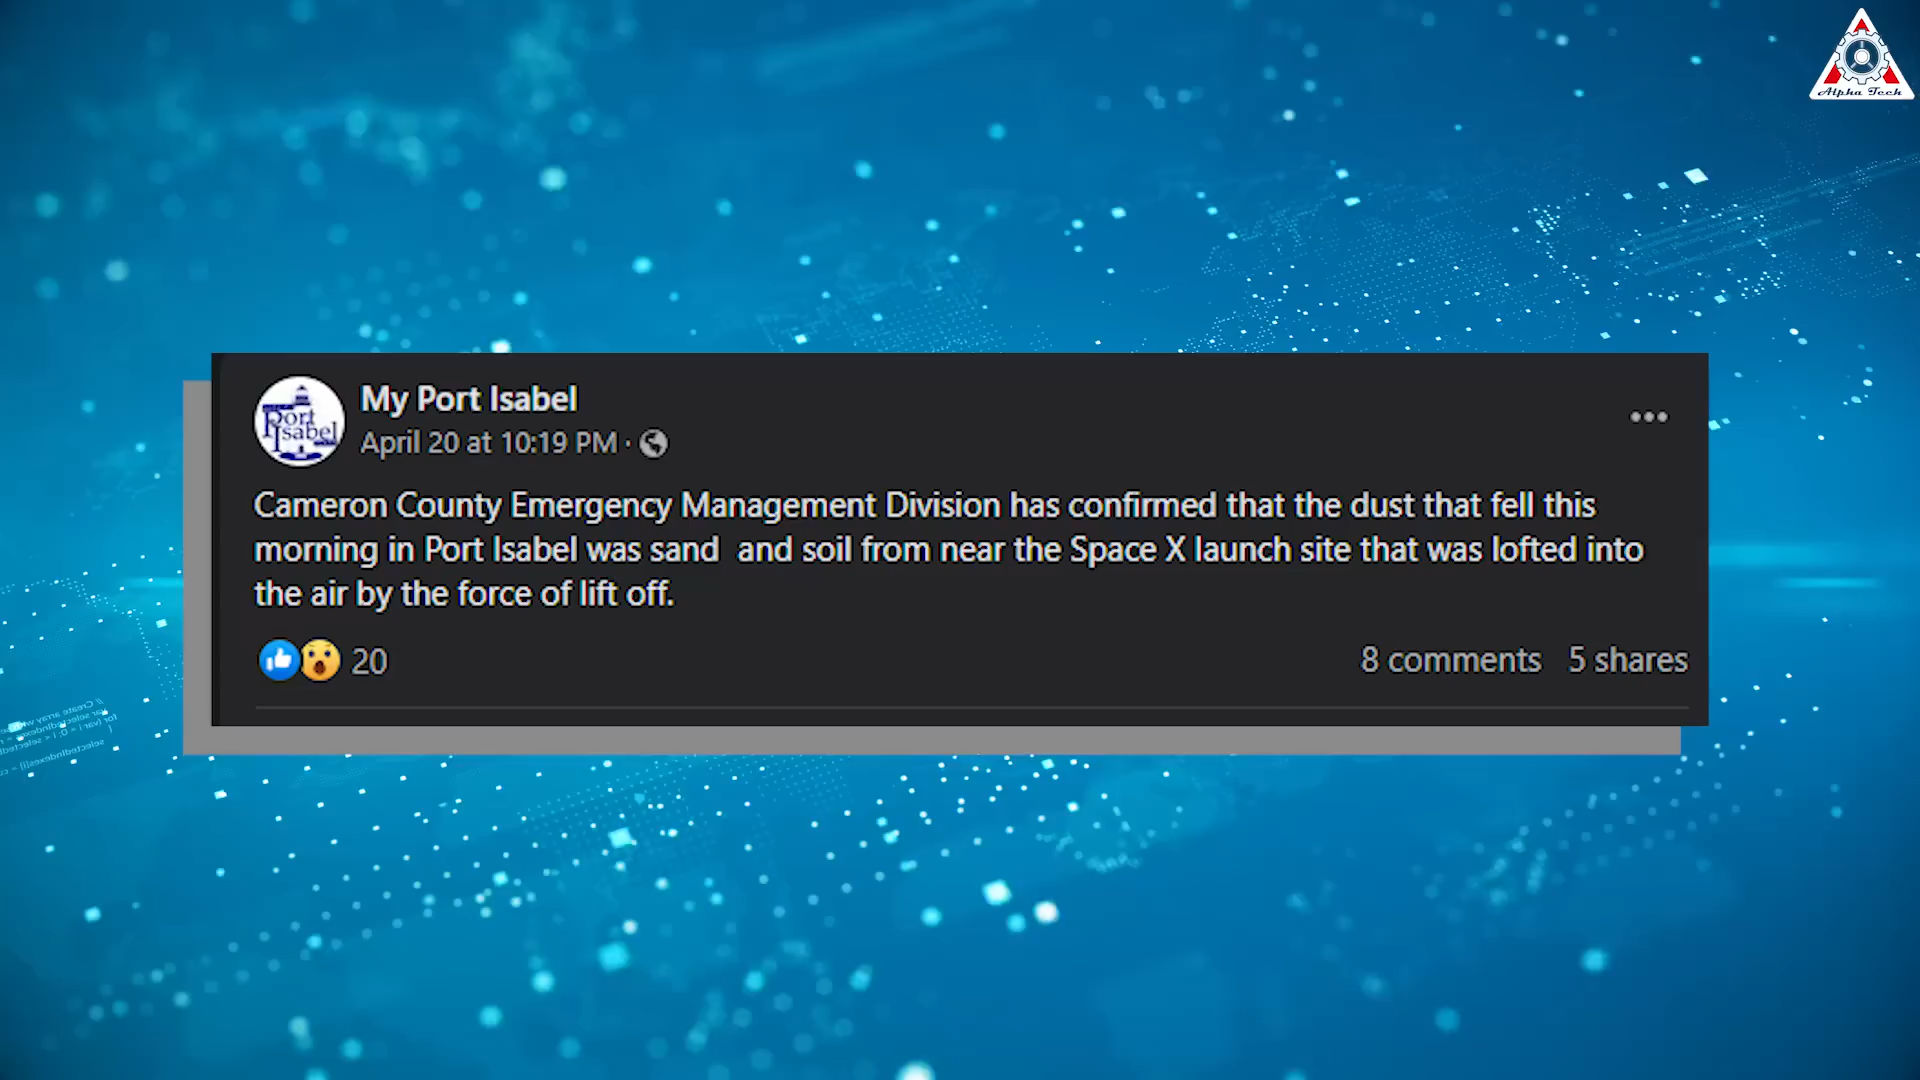 Alpha Tech
Port
Isabel
My Port Isabel
April 20 at 10:19 PM ·
Cameron County Emergency Management Division has confirmed that the dust that fell this
morning in Port Isabel was sand  and soil from near the Space X launch site that was lofted into
the air by the force of lift off.
20
8 comments 5 shares